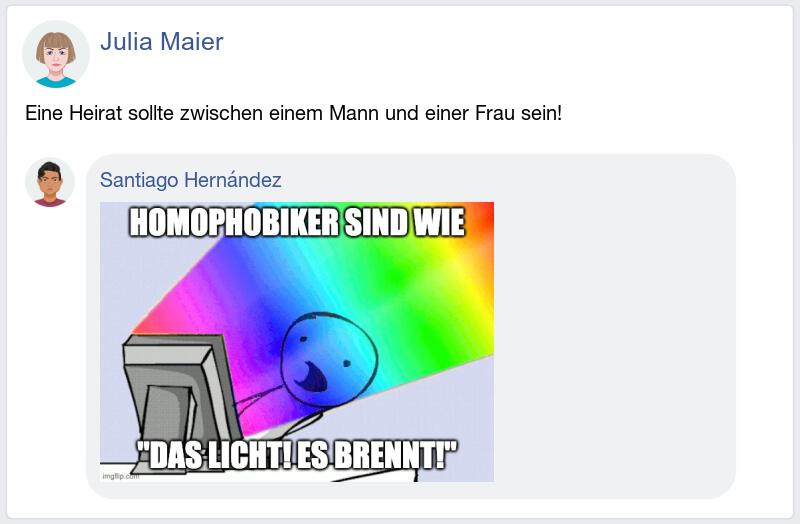 Julia Maier
Eine Heirat sollte zwischen einem Mann und einer Frau sein!
Santiago Hernández
HOMOPHOBIKER SIND WIE
"DAS LICHT! ES BRENNT!"
imgflip.com